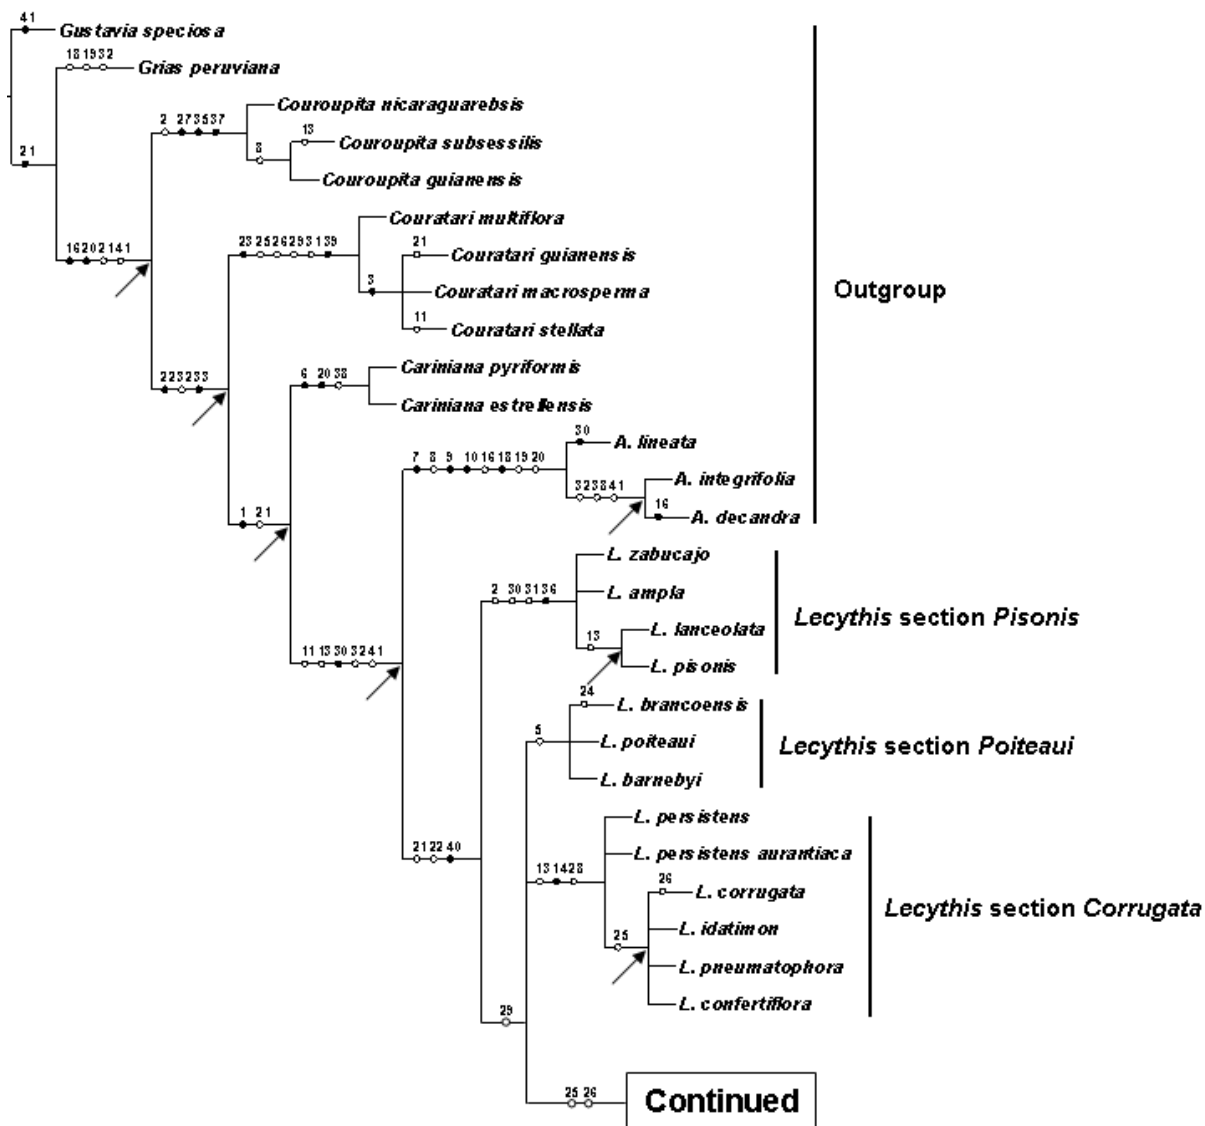 41
Gustavia speciosa
18 19 32
Grias peruviana
2 27 35 37
Couroupita nicaraguarebsis
13
8
Couroupita subsessilis
21
Couroupita guianensis
Couratari multiflora
16 20 21 41
23 25 26 29 31 39
21
Couratari guianensis
3
Couratari macrosperma
Outgroup
11
Couratari stellata
22 32 33
6 20 38
Cariniana pyriformis
Cariniana estrellensis
30
A. lineata
7 8 9 10 16 18 19 20
32 38 41
A. integrifolia
16
A. decandra
1 21
L. zabucajo
2 30 31 36
L. ampla
Lecythis section Pisonis
13
L. lanceolata
11 13 30 32 41
L. pisonis
24
L. brancoensis
5
L. poiteaui
Lecythis section Poiteaui
L. barnebyi
L. persistens
21 22 40
L. persistens aurantiaca
13 14 28
26
L. corrugata
Lecythis section Corrugata
L. idatimon
25
L. pneumatophora
L. confertiflora
29
25 26
Continued